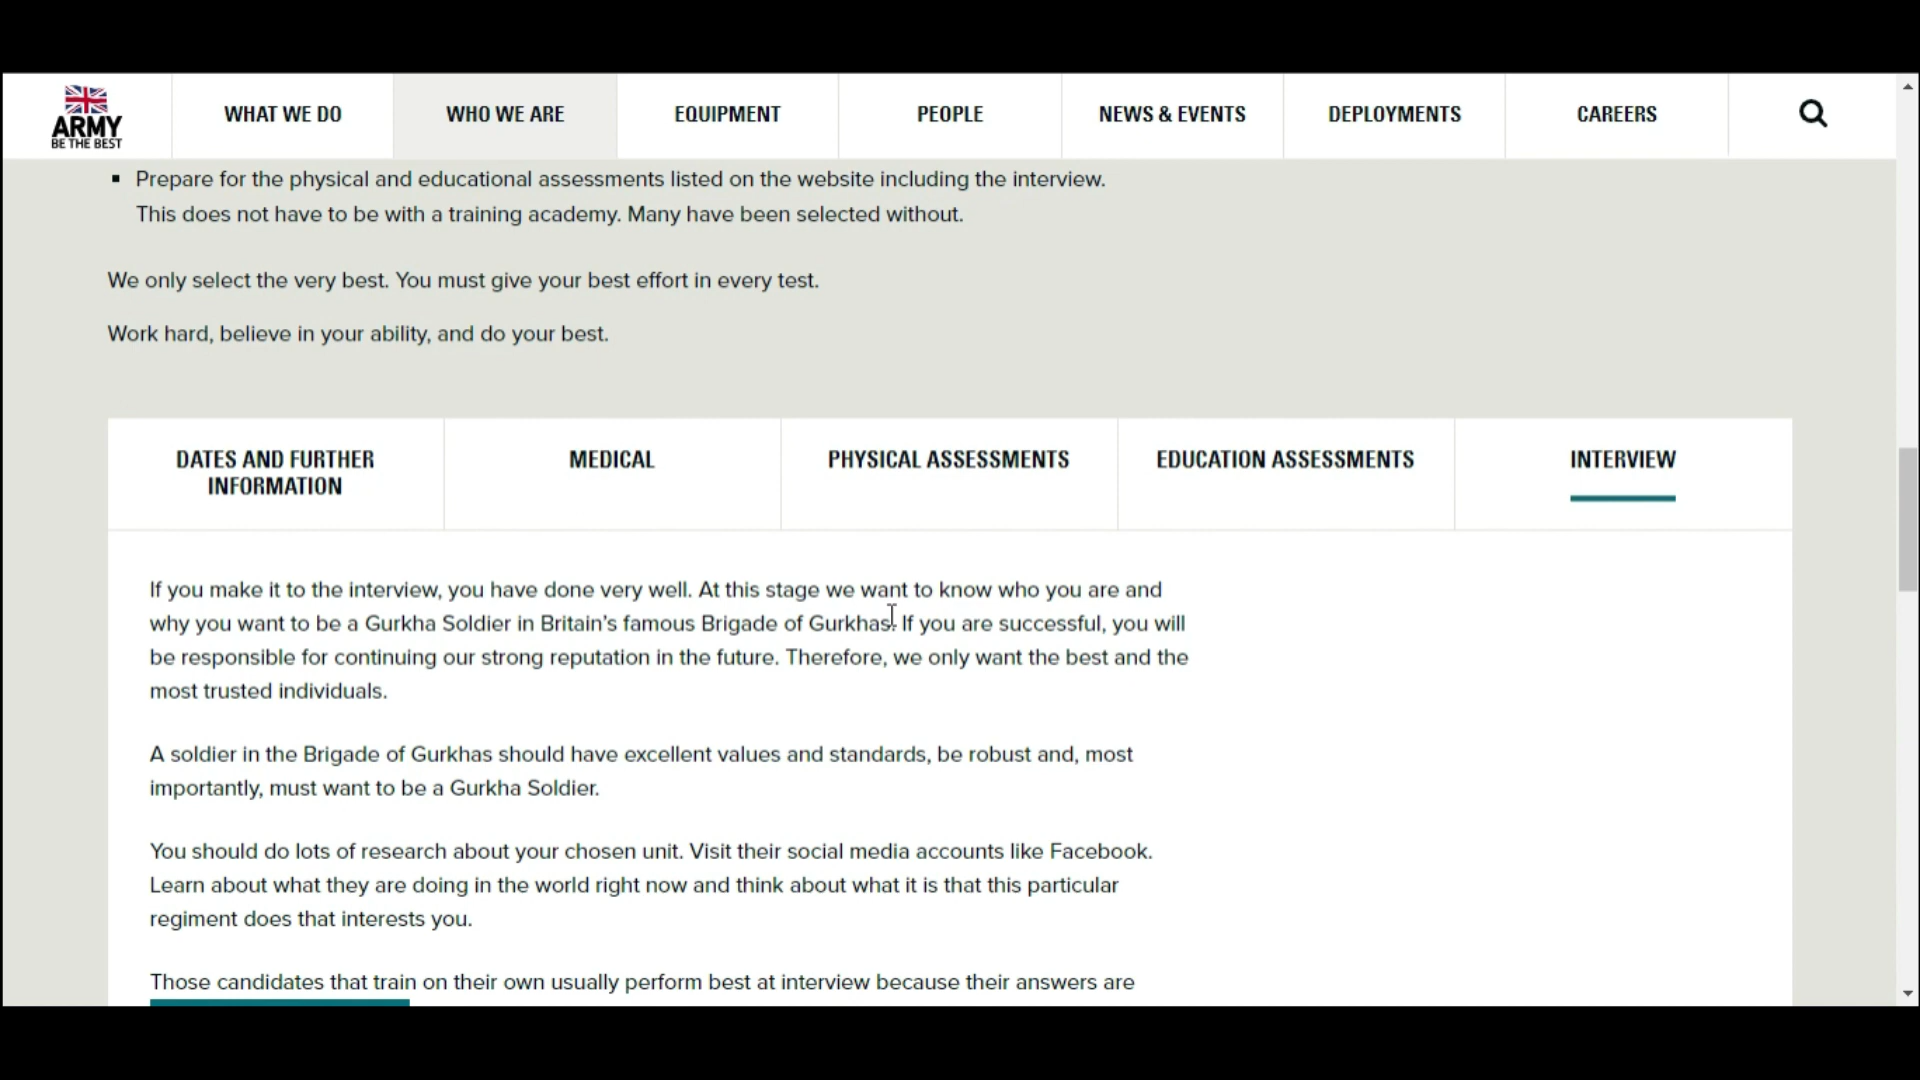 ARMY
BE THE BEST
WHAT WE DO
WHO WE ARE
EQUIPMENT
PEOPLE
NEWS & EVENTS
DEPLOYMENTS
CAREERS
▪ Prepare for the physical and educational assessments listed on the website including the interview.
This does not have to be with a training academy. Many have been selected without.
We only select the very best. You must give your best effort in every test.
Work hard, believe in your ability, and do your best.
DATES AND FURTHER
INFORMATION
MEDICAL
PHYSICAL ASSESSMENTS
EDUCATION ASSESSMENTS
INTERVIEW
If you make it to the interview, you have done very well. At this stage we want to know who you are and
why you want to be a Gurkha Soldier in Britain's famous Brigade of Gurkhas. If you are successful, you will
be responsible for continuing our strong reputation in the future. Therefore, we only want the best and the
most trusted individuals.
A soldier in the Brigade of Gurkhas should have excellent values and standards, be robust and, most
importantly, must want to be a Gurkha Soldier.
You should do lots of research about your chosen unit. Visit their social media accounts like Facebook.
Learn about what they are doing in the world right now and think about what it is that this particular
regiment does that interests you.
Those candidates that train on their own usually perform best at interview because their answers are